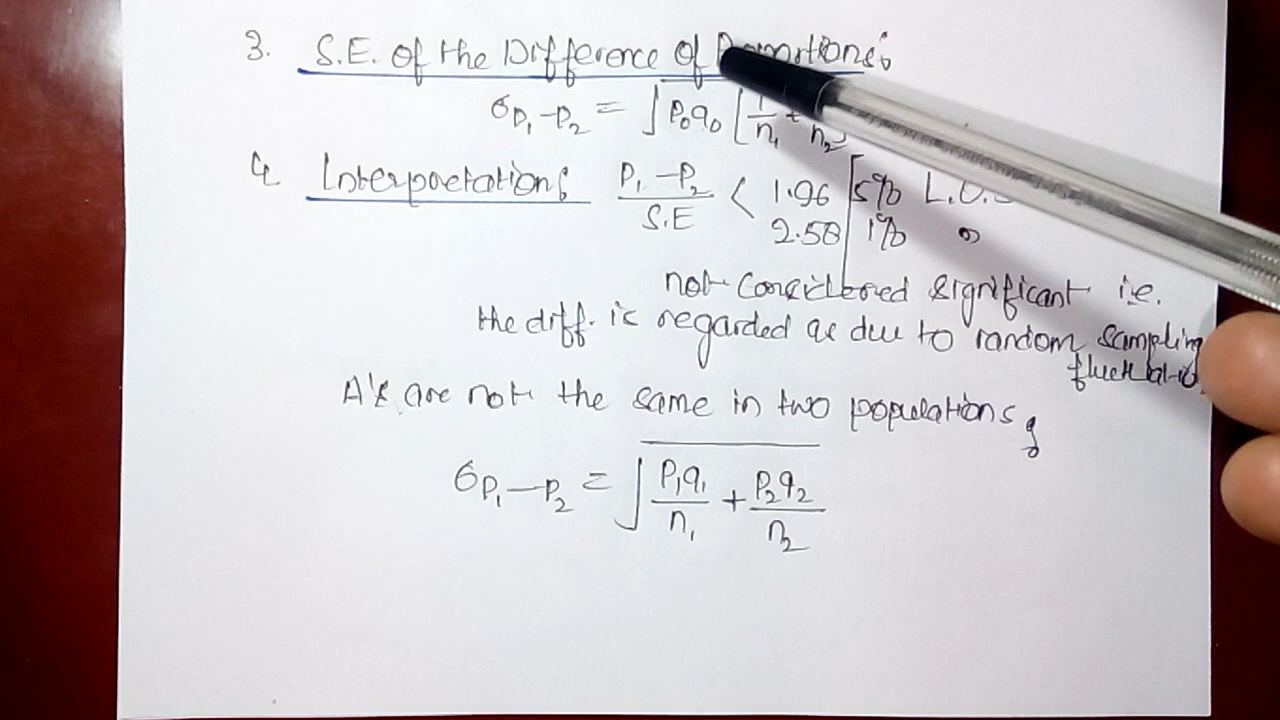 3. S.E. of the Difference of
σp₁-p₂ = √p₀q₀ [1/n₁ + n₂
4. Interpretation: p₁ - p₂ / S.E < 1.96 | 5% L.O.S
2.58 | 1% "
not considered significant i.e.
the diff. is regarded as due to random sampling
fluctuatio
A's are not the same in two populations,
σp₁-p₂ = √p₁q₁/n₁ + p₂q₂/n₂